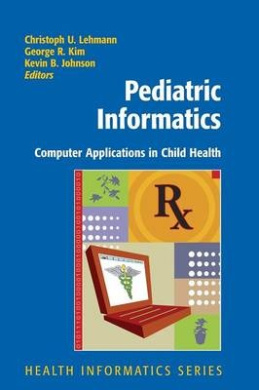 Christoph U. Lehmann
George R. Kim
Kevin B. Johnson
Editors
Pediatric
Informatics
Computer Applications in Child Health
Rx
HEALTH INFORMATICS SERIES